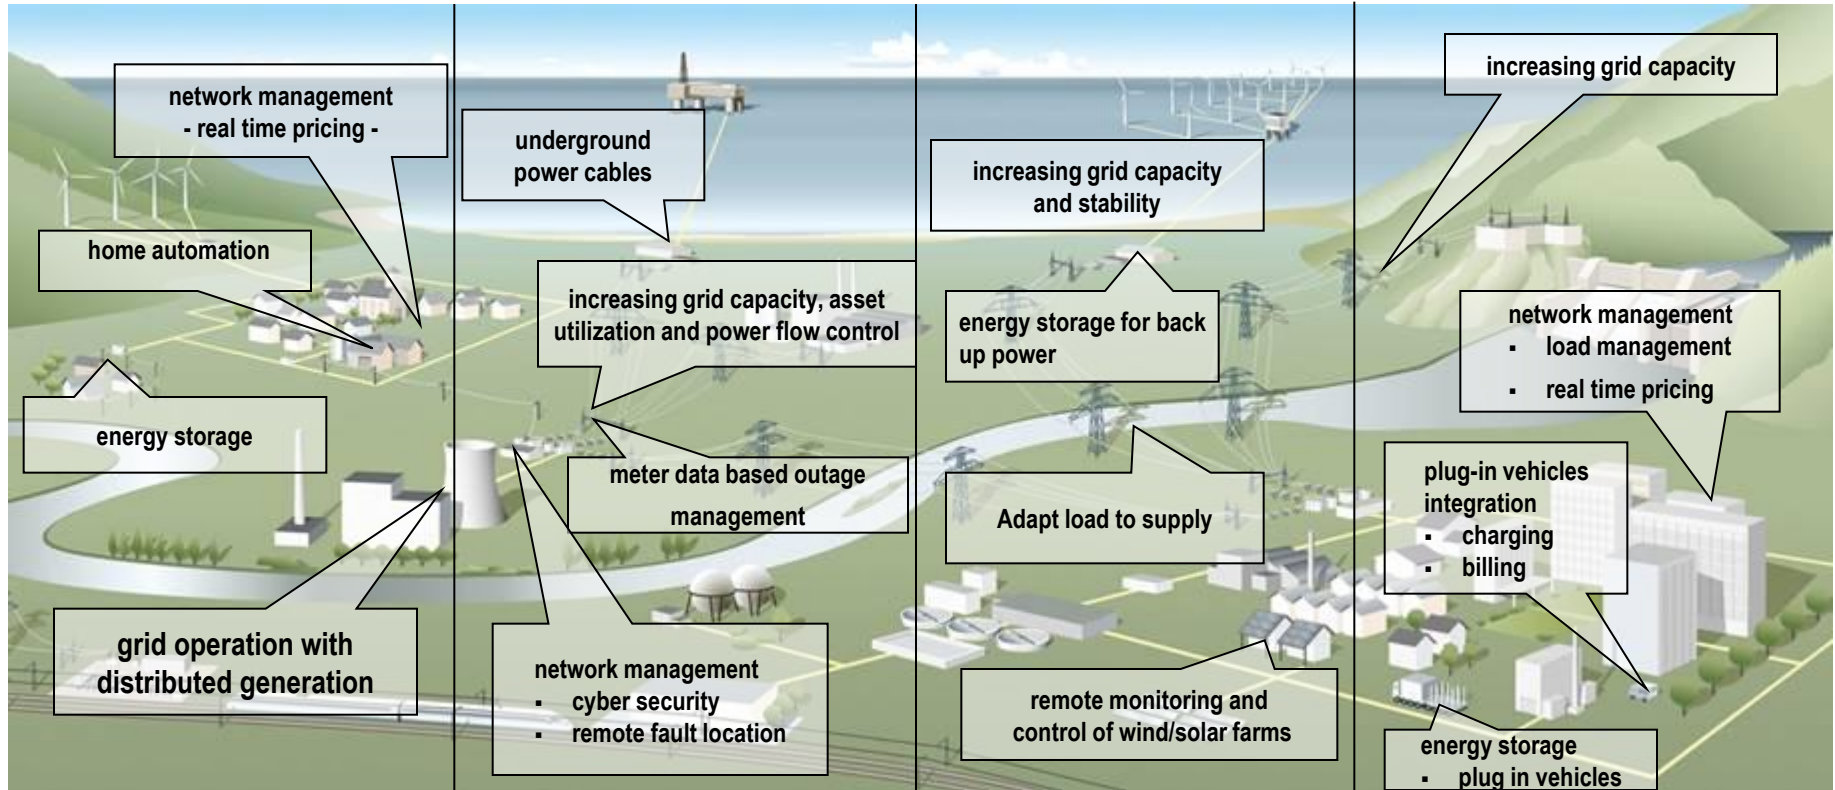 network management
- real time pricing -
home automation
energy storage
grid operation with
distributed generation
underground
power cables
increasing grid capacity, asset
utilization and power flow control
meter data based outage
management
network management
▪ cyber security
▪ remote fault location
increasing grid capacity
and stability
energy storage for back
up power
Adapt load to supply
remote monitoring and
control of wind/solar farms
increasing grid capacity
network management
▪ load management
▪ real time pricing
plug-in vehicles
integration
▪ charging
▪ billing
energy storage
▪ plug in vehicles